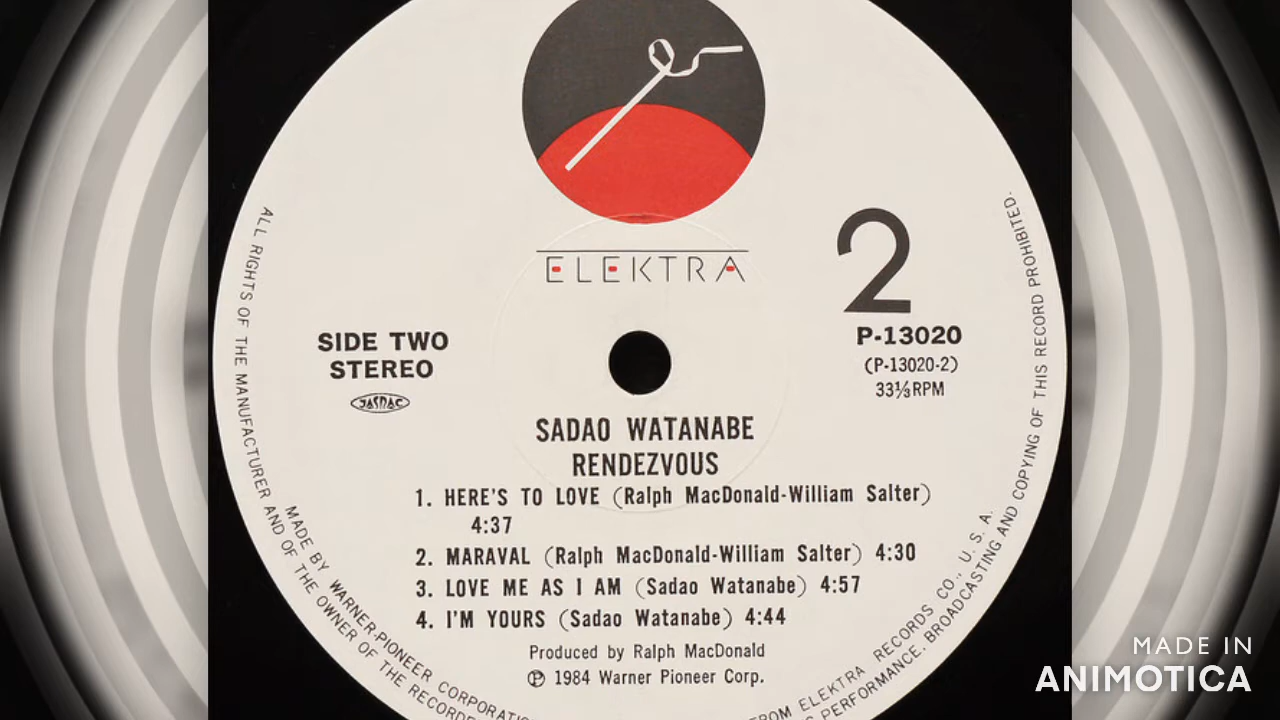 ELEKTRA
2
SIDE TWO
STEREO
JASRAC
P-13020
(P-13020-2)
33⅓RPM
SADAO WATANABE
RENDEZVOUS
1. HERE'S TO LOVE (Ralph MacDonald-William Salter)
4:37
2. MARAVAL (Ralph MacDonald-William Salter) 4:30
3. LOVE ME AS I AM (Sadao Watanabe) 4:57
4. I'M YOURS (Sadao Watanabe) 4:44
Produced by Ralph MacDonald
Ⓟ 1984 Warner Pioneer Corp.
ALL RIGHTS OF THE MANUFACTURER AND OF THE OWNER OF THE
MADE BY WARNER-PIONEER
FROM ELEKTRA RECORDS CO., U. S. A.
PERFORMANCE, BROADCASTING AND COPYING OF THIS RECORD PROHIBITED.
MADE IN
ANIMOTICA